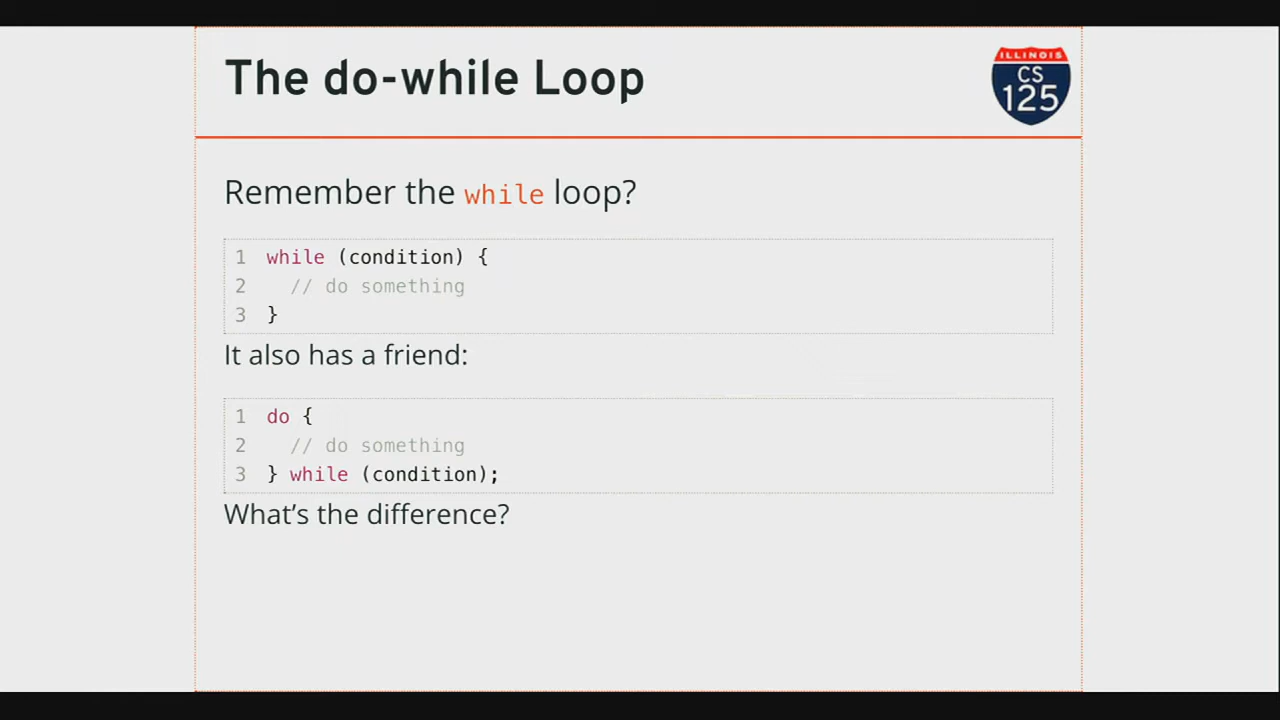 The do-while Loop
ILLINOIS
CS
125
Remember the while loop?
1 while (condition) {
2   // do something
3 }
It also has a friend:
1 do {
2   // do something
3 } while (condition);
What's the difference?